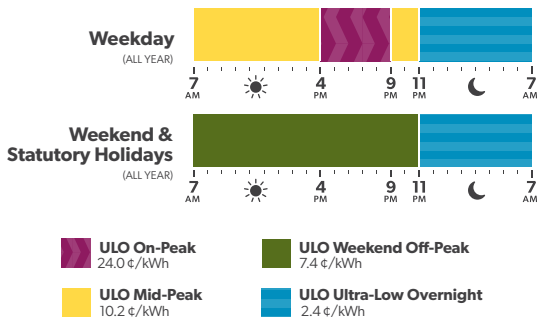 Weekday
(ALL YEAR)
7 4 9 11 7
AM PM PM PM AM
Weekend &
Statutory Holidays
(ALL YEAR)
7 4 9 11 7
AM PM PM PM AM
ULO On-Peak
24.0 ¢/kWh
ULO Weekend Off-Peak
7.4 ¢/kWh
ULO Mid-Peak
10.2 ¢/kWh
ULO Ultra-Low Overnight
2.4 ¢/kWh